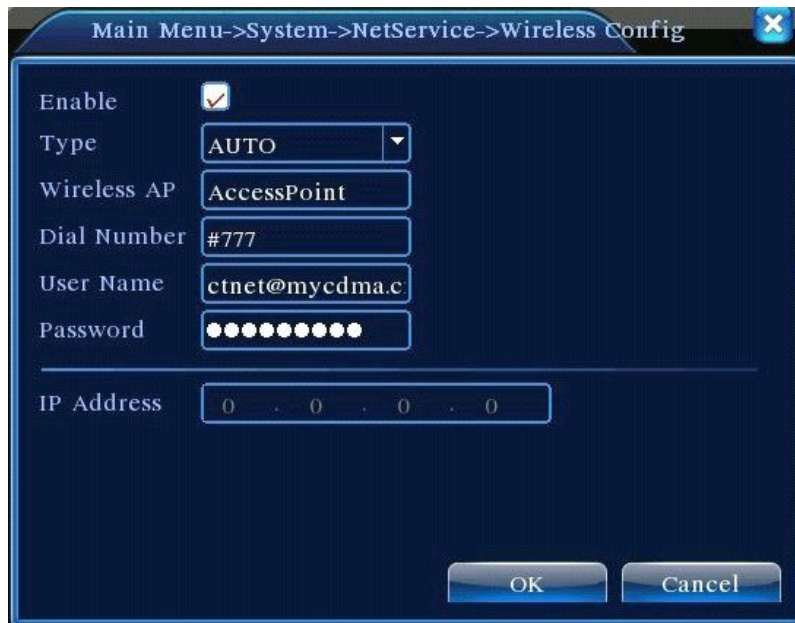 Main Menu->System->NetService->Wireless Config
Enable
Type AUTO
Wireless AP AccessPoint
Dial Number #777
User Name ctnet@mycdma.c
Password ●●●●●●●●●
IP Address 0 . 0 . 0 . 0
OK Cancel